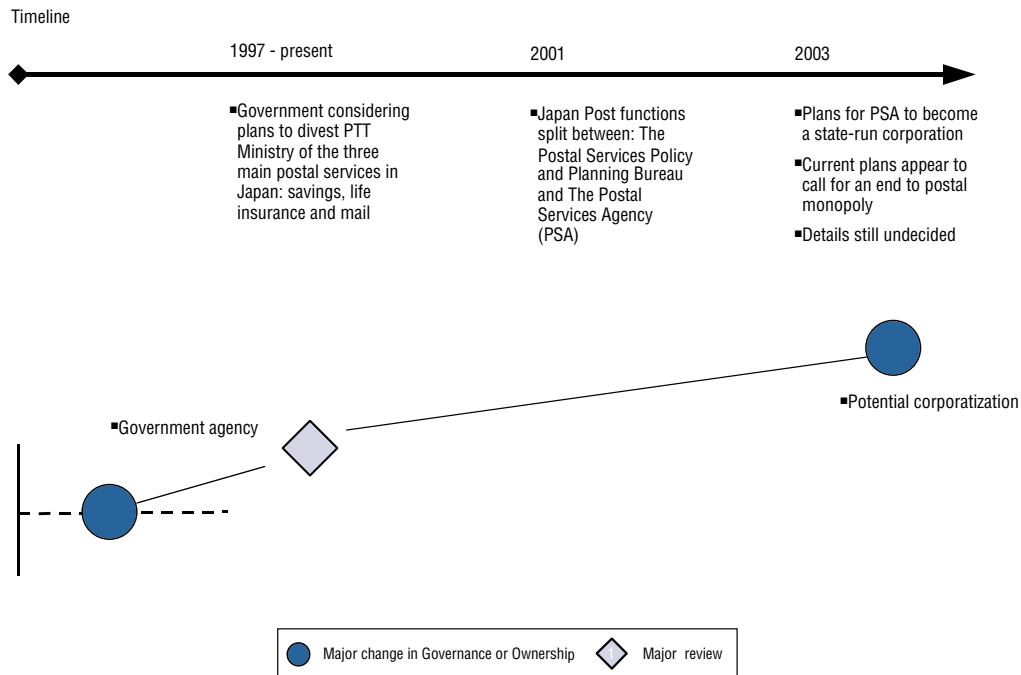 Timeline
1997 - present
2001
2003
▪Government considering
plans to divest PTT
Ministry of the three
main postal services in
Japan: savings, life
insurance and mail
▪Japan Post functions
split between: The
Postal Services Policy
and Planning Bureau
and The Postal
Services Agency
(PSA)
▪Plans for PSA to become
a state-run corporation
▪Current plans appear to
call for an end to postal
monopoly
▪Details still undecided
▪Potential corporatization
▪Government agency
Major change in Governance or Ownership
1
Major review